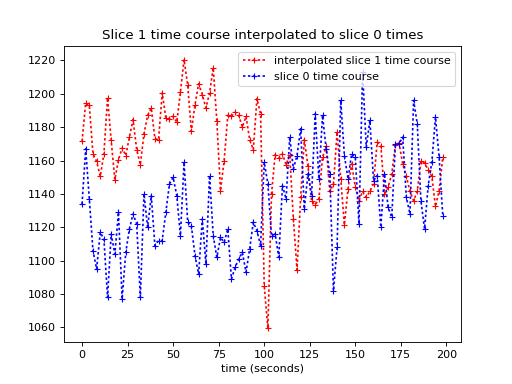 Slice 1 time course interpolated to slice 0 times
interpolated slice 1 time course
slice 0 time course
1220
1200
1180
1160
1140
1120
1100
1080
1060
0 25 50 75 100 125 150 175 200
time (seconds)